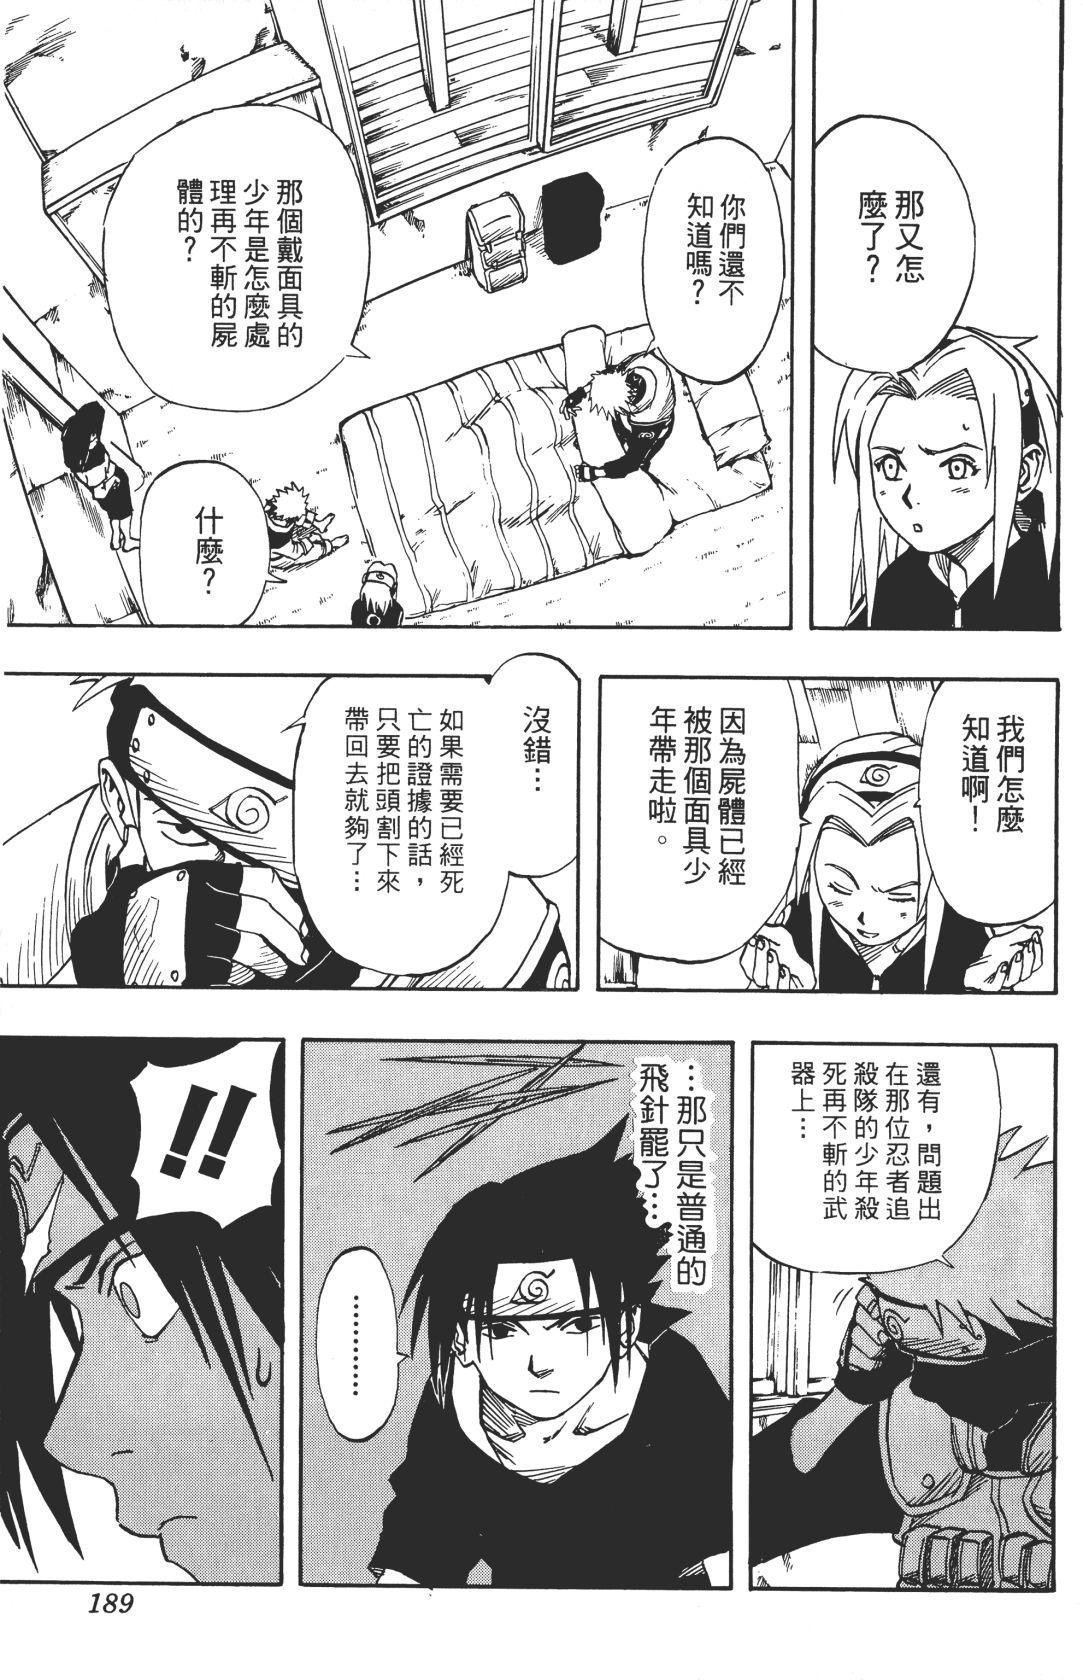 那又怎
麼了？
你們還不
知道嗎？
那個戴面具的
少年是怎麼處
理再不斬的屍
體的？
什麼？
我們怎麼
知道啊！
因為屍體已經
被那個面具少
年帶走啦。
沒錯…
如果需要已經死
亡的證據的話，
只要把頭割下來
帶回去就夠了…
還有，問題出
在那位忍者追
殺隊的少年殺
死再不斬的武
器上…
…那只是普通的
飛針罷了…
…………
!!
189